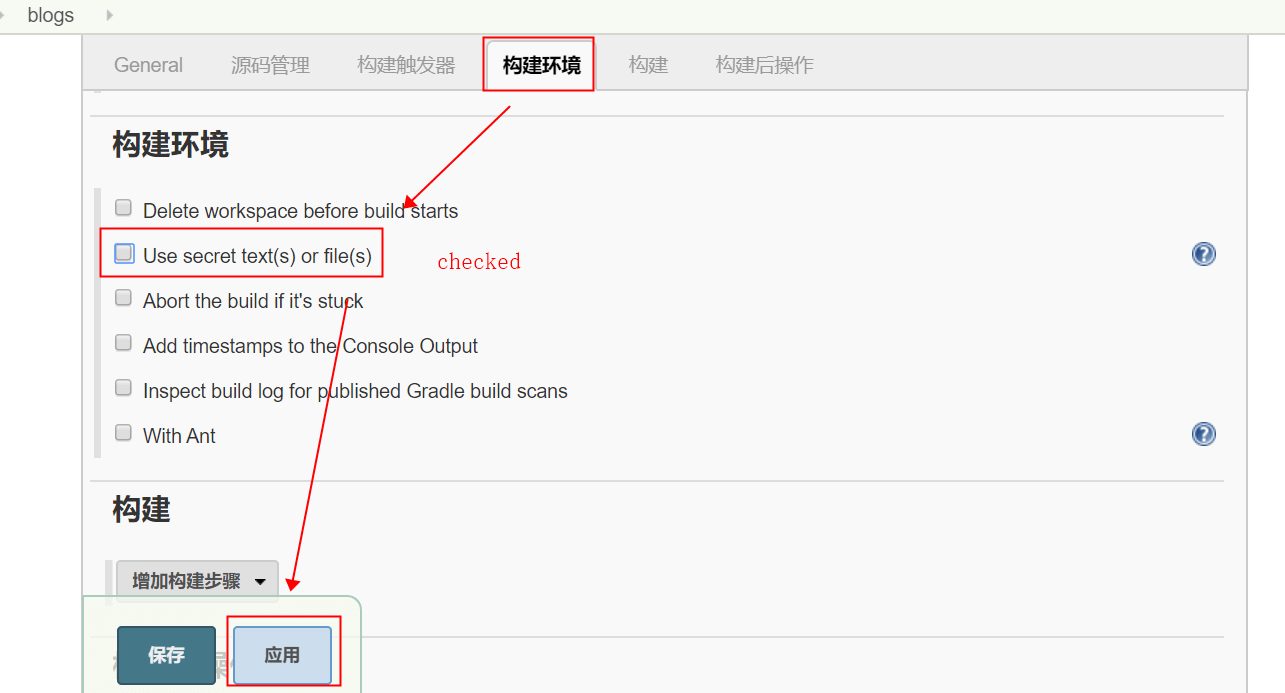 blogs
General 源码管理 构建触发器 构建环境 构建 构建后操作
构建环境
Delete workspace before build starts
Use secret text(s) or file(s)
checked
Abort the build if it's stuck
Add timestamps to the Console Output
Inspect build log for published Gradle build scans
With Ant
构建
增加构建步骤
保存 应用